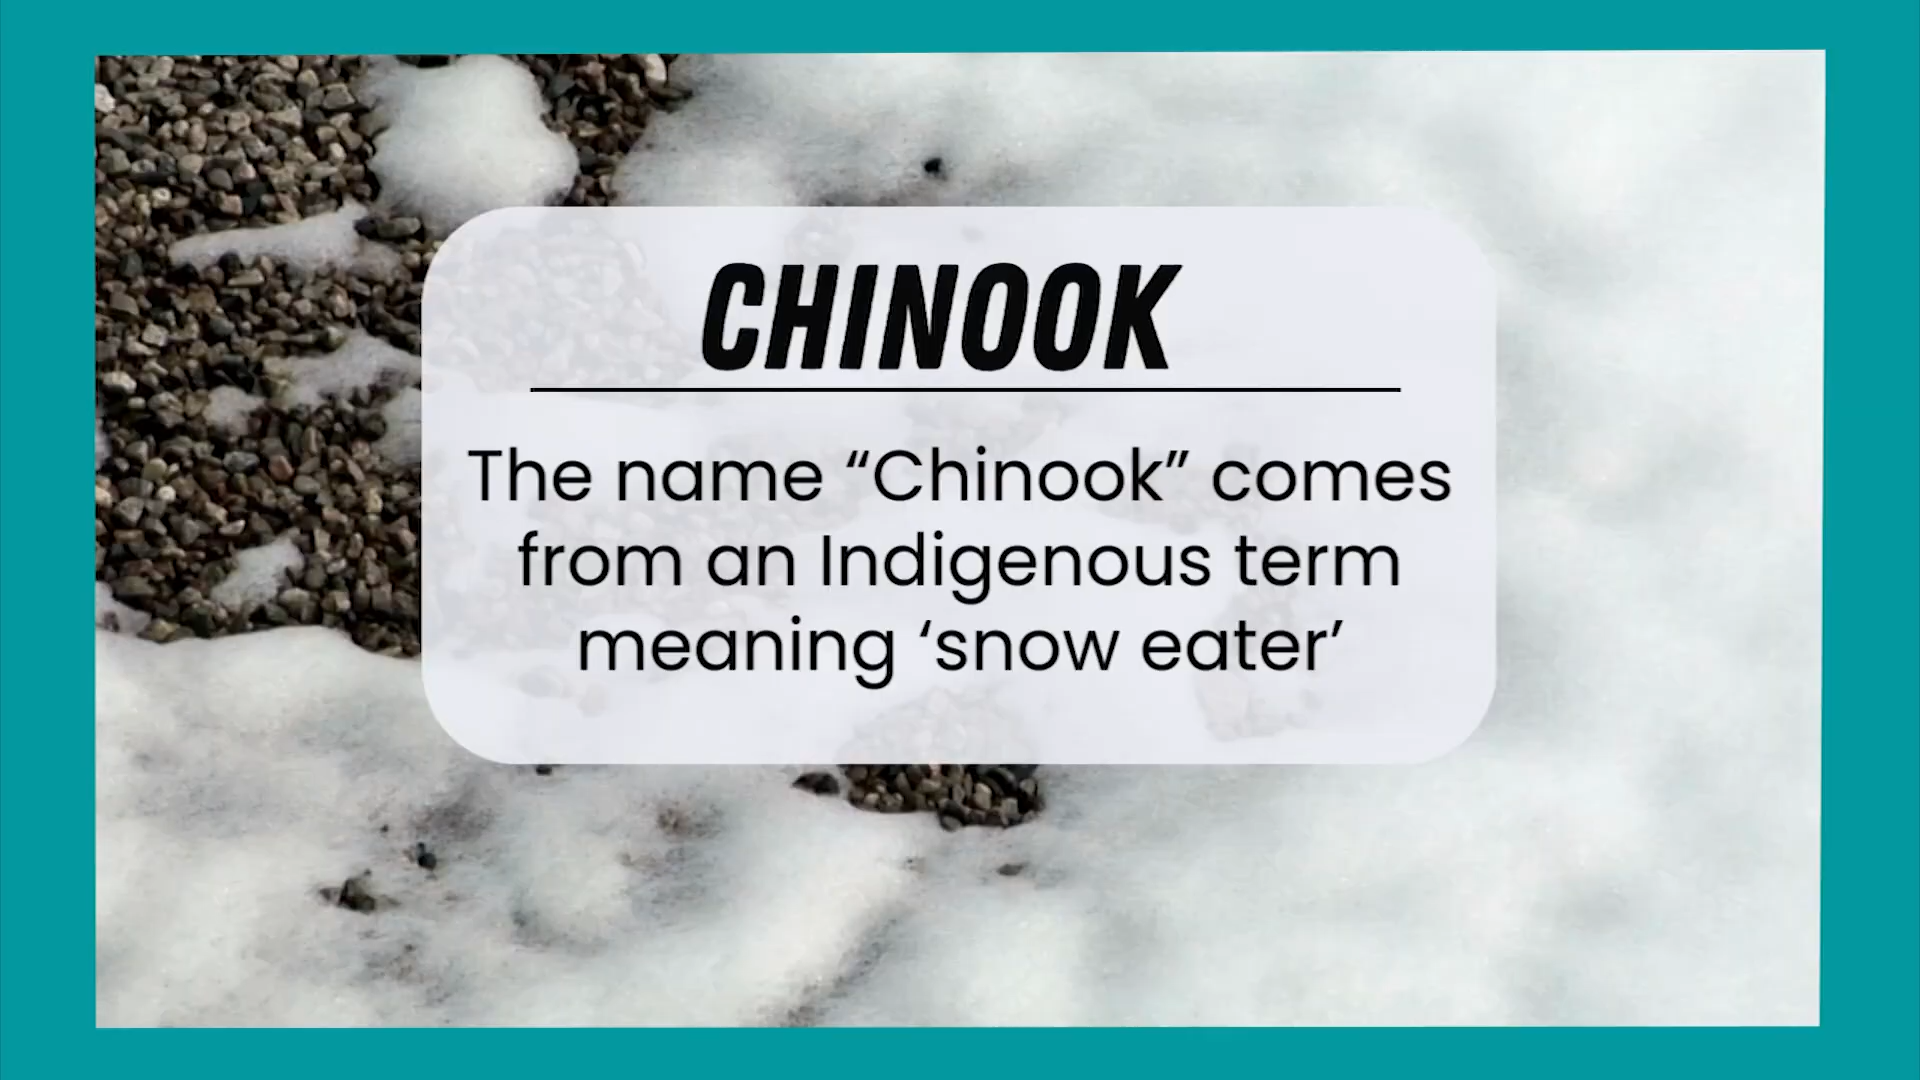 CHINOOK
The name “Chinook” comes
from an Indigenous term
meaning ‘snow eater’